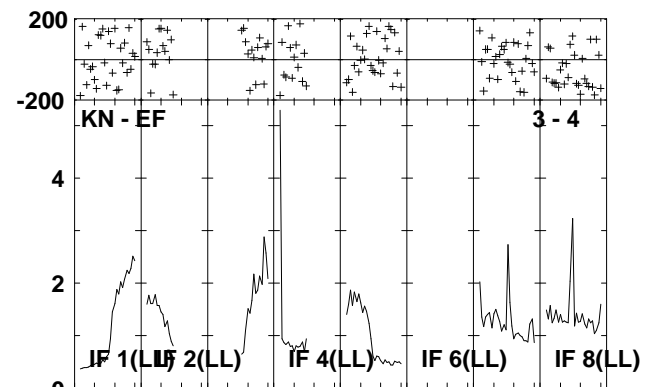 200
-200
KN - EF 3 - 4
4
2
0
IF 1(LL) IF 2(LL) IF 4(LL) IF 6(LL) IF 8(LL)